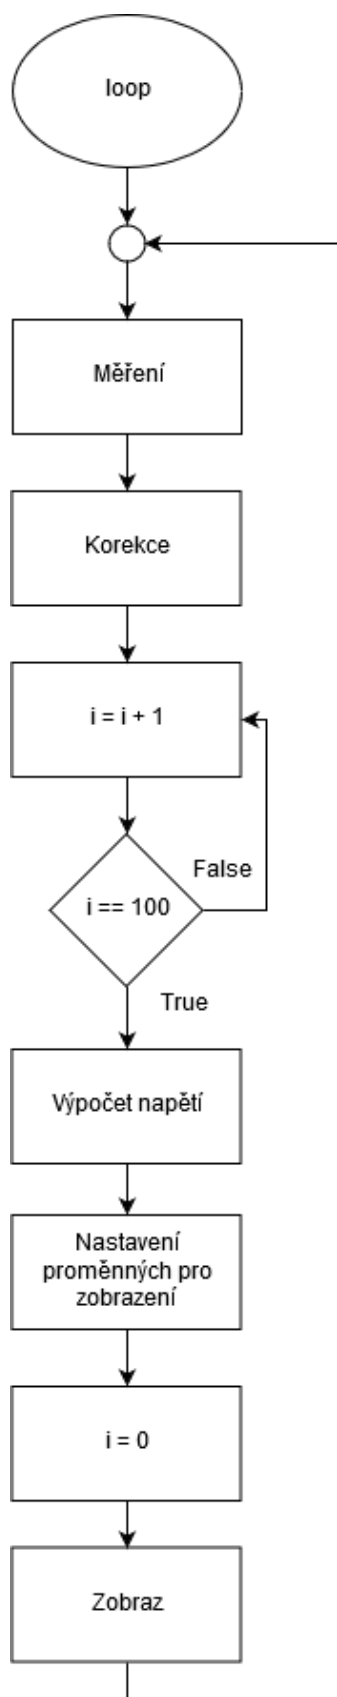 loop
Měření
Korekce
i = i + 1
i == 100
False
True
Výpočet napětí
Nastavení
proměnných pro
zobrazení
i = 0
Zobraz